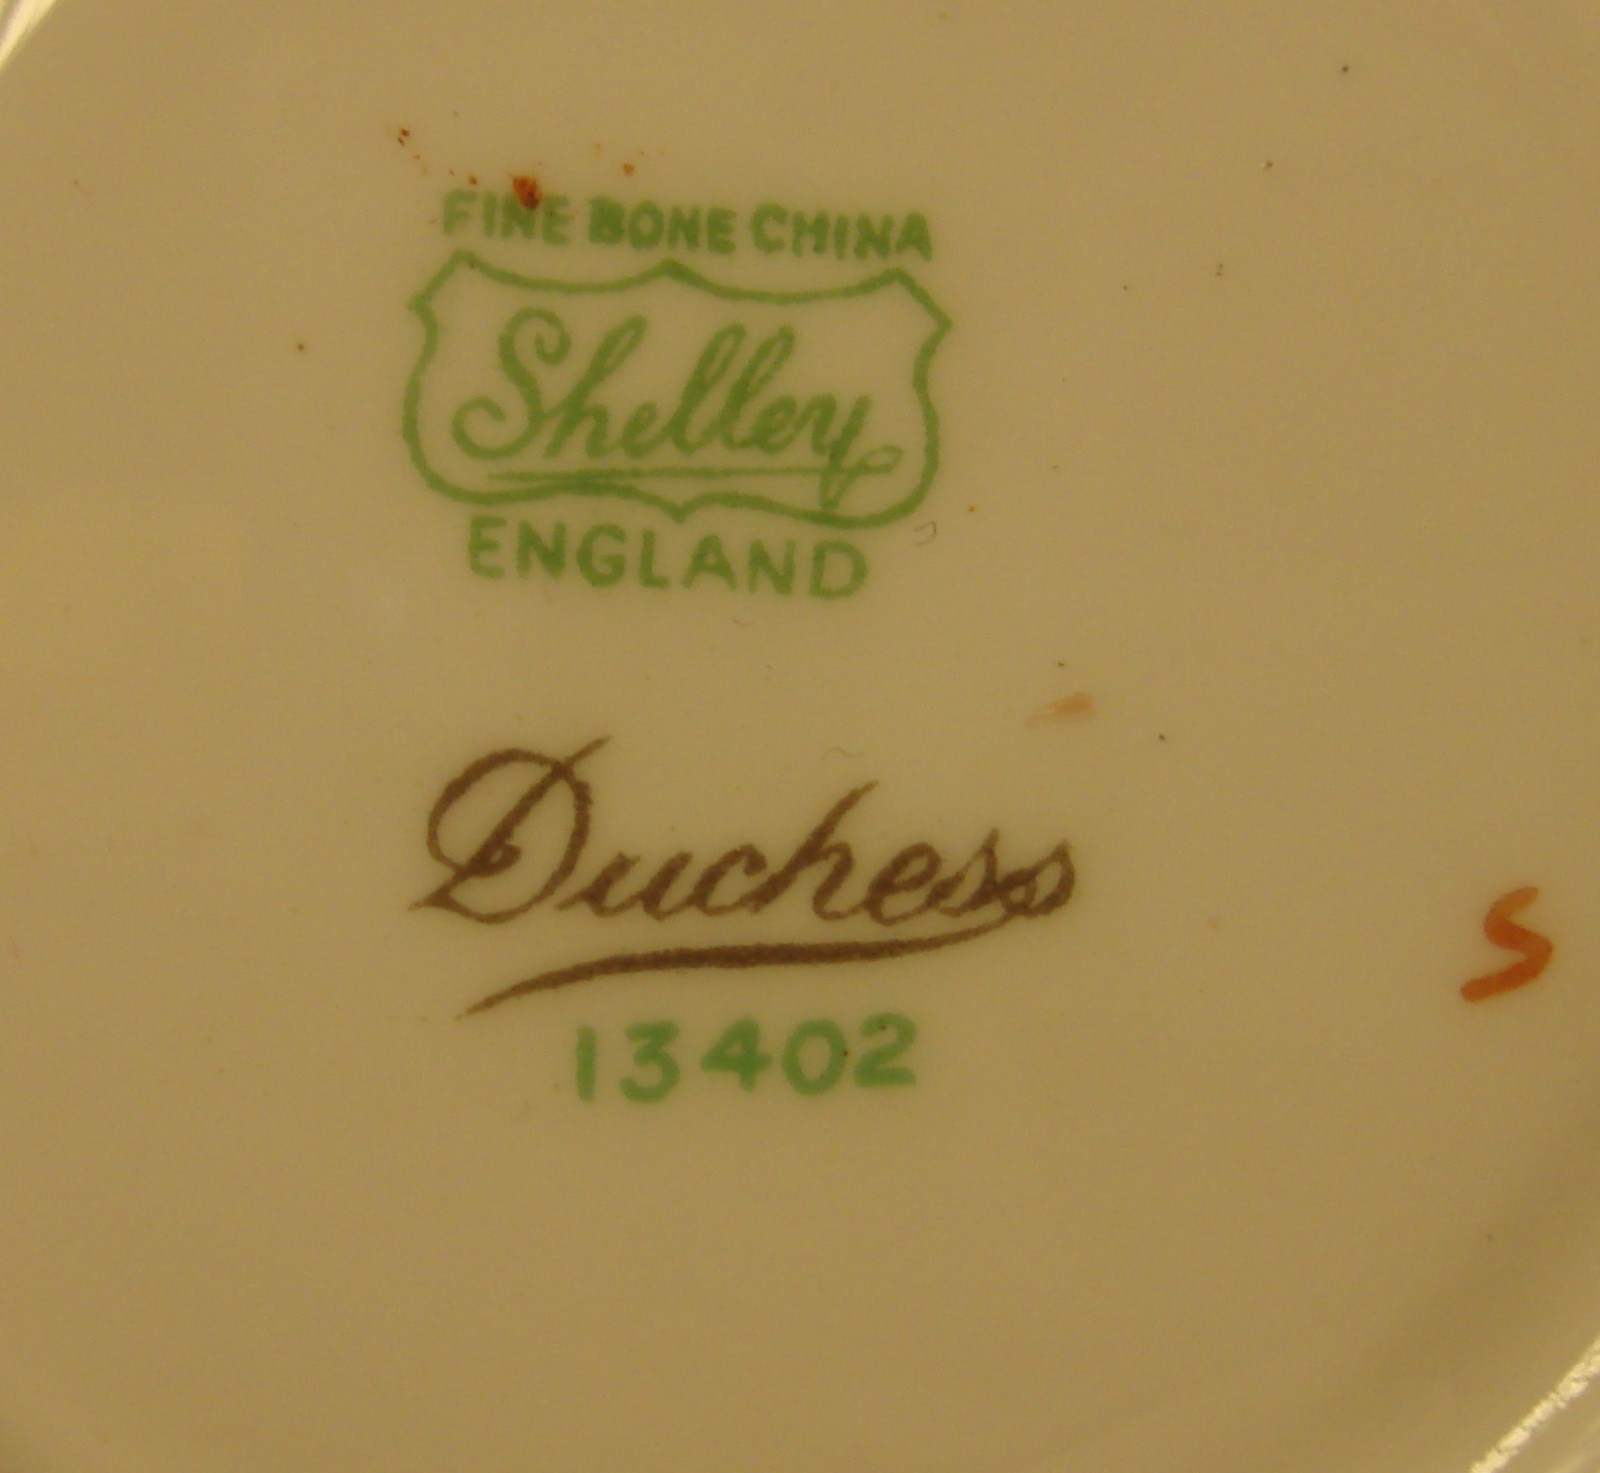 FINE BONE CHINA
Shelley
ENGLAND
Duchess
13402
S